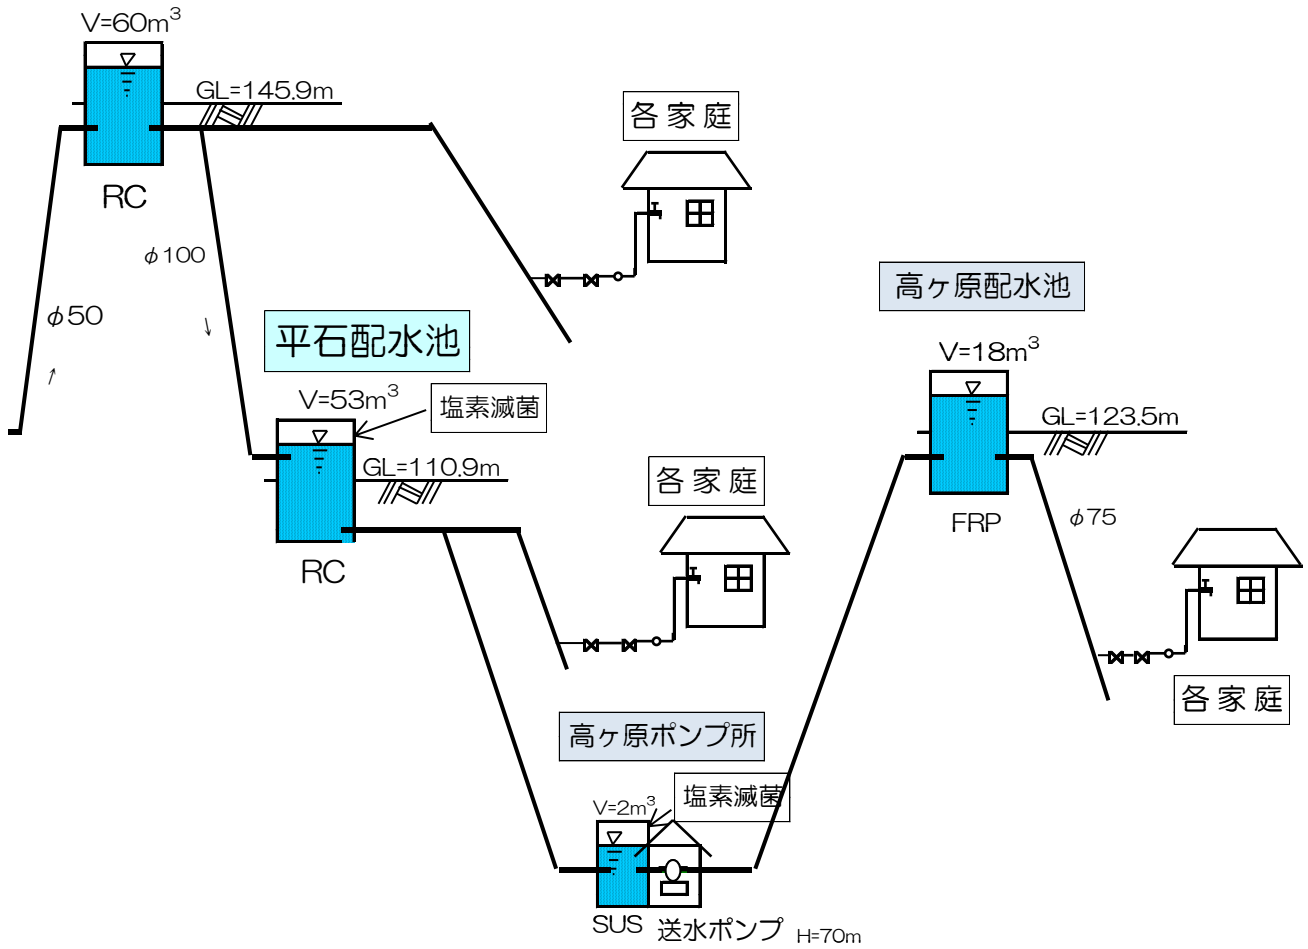 V=60m³
GL=145.9m
各家庭
RC
φ100
φ50
平石配水池
V=53m³
塩素滅菌
GL=110.9m
RC
各家庭
高ヶ原配水池
V=18m³
GL=123.5m
FRP
φ75
各家庭
高ヶ原ポンプ所
V=2m³
塩素滅菌
SUS
送水ポンプ H=70m